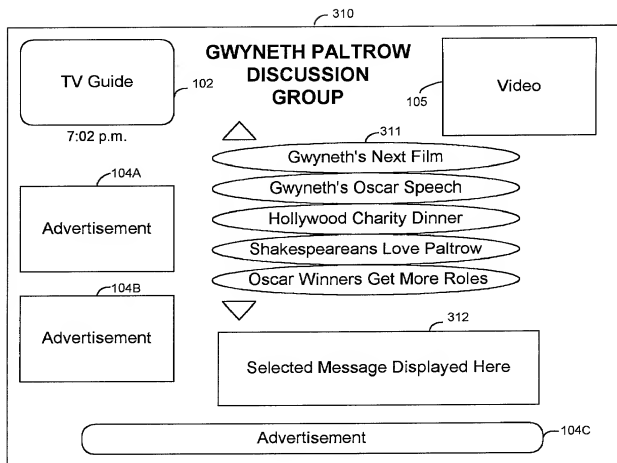 310
GWYNETH PALTROW
DISCUSSION
GROUP
TV Guide
102
105
Video
7:02 p.m.
311
Gwyneth's Next Film
Gwyneth's Oscar Speech
Hollywood Charity Dinner
Shakespeareans Love Paltrow
Oscar Winners Get More Roles
104A
Advertisement
104B
Advertisement
312
Selected Message Displayed Here
Advertisement
104C